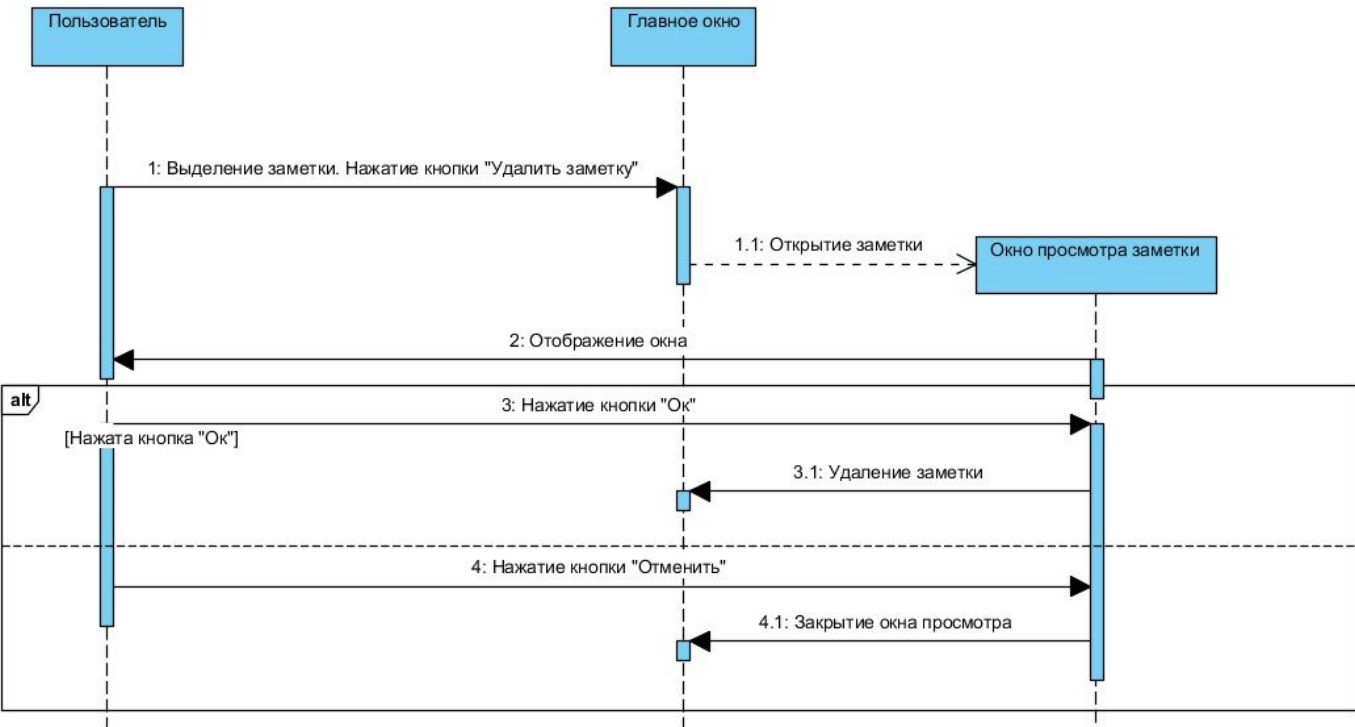 Пользователь
Главное окно
1: Выделение заметки. Нажатие кнопки "Удалить заметку"
1.1: Открытие заметки
Окно просмотра заметки
2: Отображение окна
alt
3: Нажатие кнопки "Ок"
[Нажата кнопка "Ок"]
3.1: Удаление заметки
4: Нажатие кнопки "Отменить"
4.1: Закрытие окна просмотра